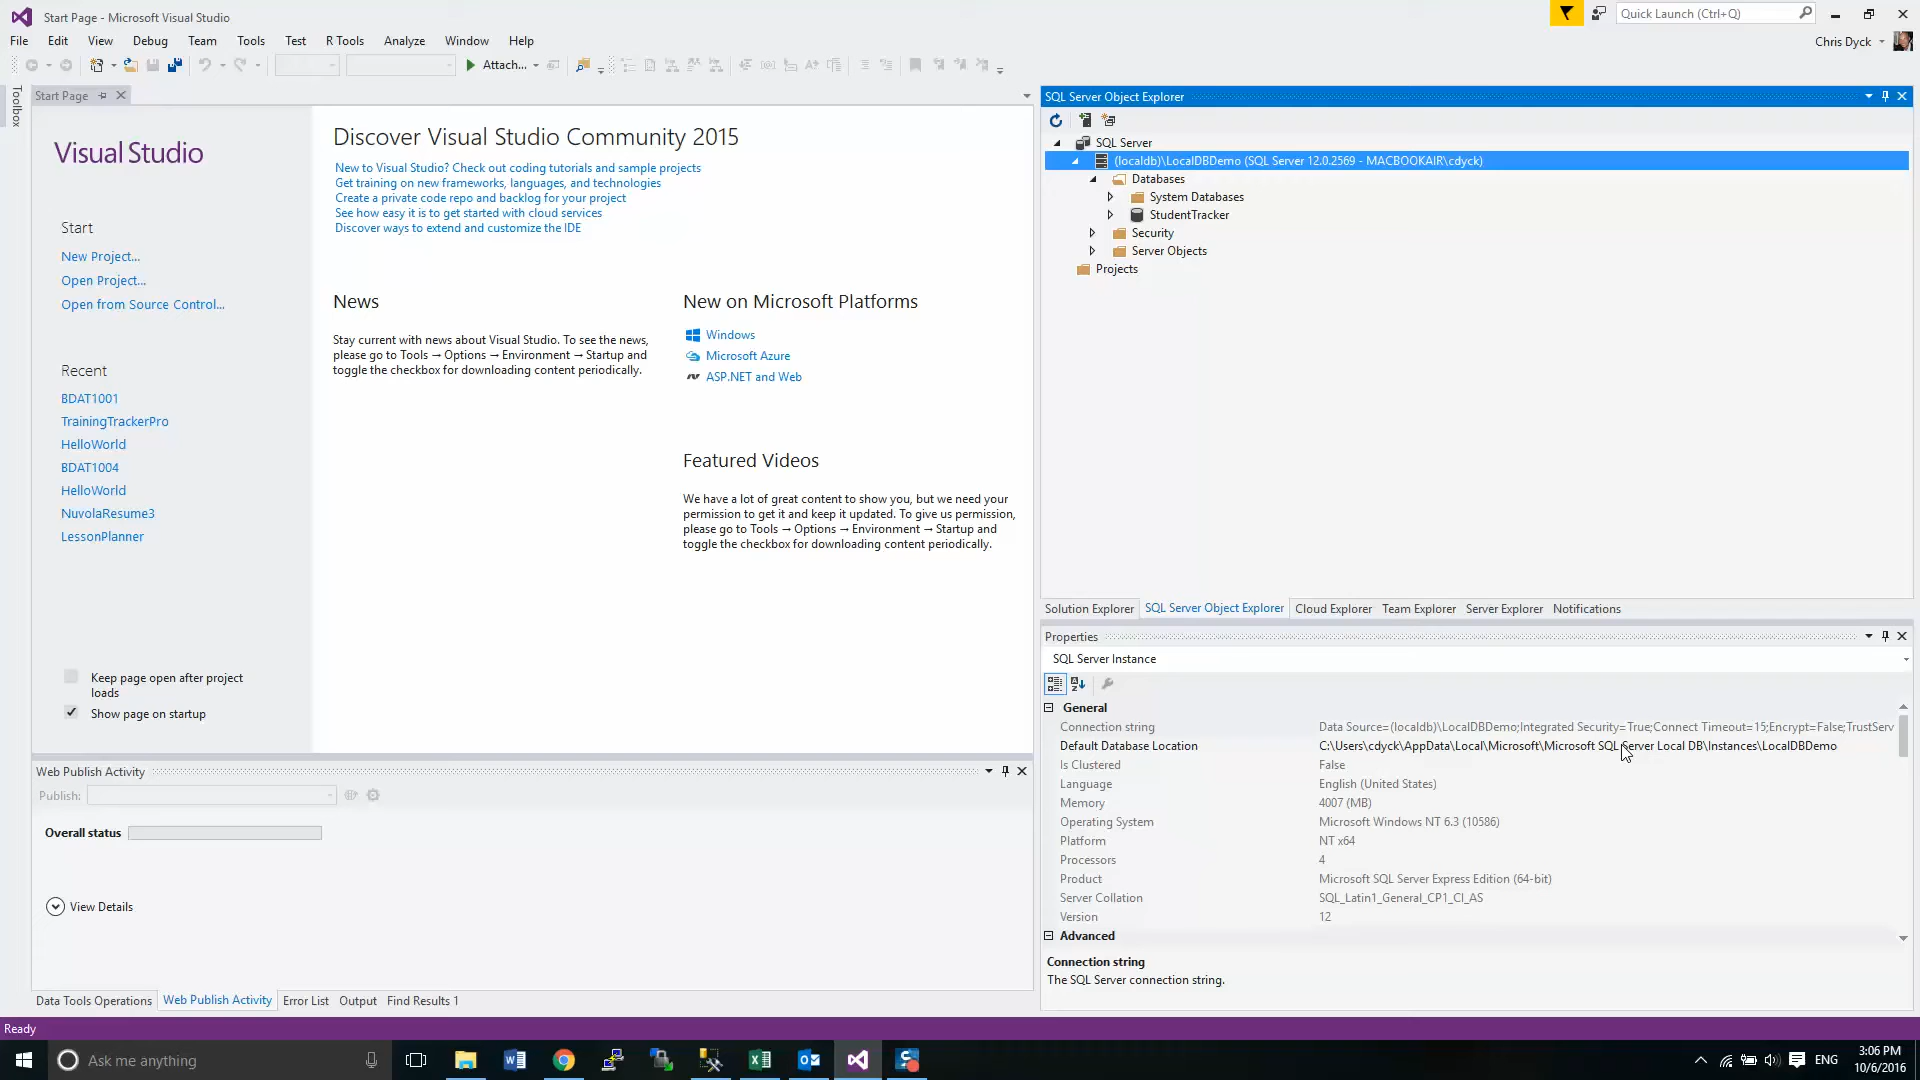 Start Page - Microsoft Visual Studio
Quick Launch (Ctrl+Q)
File Edit View Debug Team Tools Test R Tools Analyze Window Help
Chris Dyck
Attach...
Toolbox
Start Page
Visual Studio
Start
New Project...
Open Project...
Open from Source Control...
Recent
BDAT1001
TrainingTrackerPro
HelloWorld
BDAT1004
HelloWorld
NuvolaResume3
LessonPlanner
Keep page open after project
loads
Show page on startup
Discover Visual Studio Community 2015
New to Visual Studio? Check out coding tutorials and sample projects
Get training on new frameworks, languages, and technologies
Create a private code repo and backlog for your project
See how easy it is to get started with cloud services
Discover ways to extend and customize the IDE
News
Stay current with news about Visual Studio. To see the news,
please go to Tools → Options → Environment → Startup and
toggle the checkbox for downloading content periodically.
New on Microsoft Platforms
Windows
Microsoft Azure
ASP.NET and Web
Featured Videos
We have a lot of great content to show you, but we need your
permission to get it and keep it updated. To give us permission,
please go to Tools → Options → Environment → Startup and
toggle the checkbox for downloading content periodically.
Web Publish Activity
Publish:
Overall status
View Details
Data Tools Operations Web Publish Activity Error List Output Find Results 1
SQL Server Object Explorer
SQL Server
(localdb)\LocalDBDemo (SQL Server 12.0.2569 - MACBOOKAIR\cdyck)
Databases
System Databases
StudentTracker
Security
Server Objects
Projects
Solution Explorer SQL Server Object Explorer Cloud Explorer Team Explorer Server Explorer Notifications
Properties
SQL Server Instance
General
Connection string Data Source=(localdb)\LocalDBDemo;Integrated Security=True;Connect Timeout=15;Encrypt=False;TrustServ
Default Database Location C:\Users\cdyck\AppData\Local\Microsoft\Microsoft SQL Server Local DB\Instances\LocalDBDemo
Is Clustered False
Language English (United States)
Memory 4007 (MB)
Operating System Microsoft Windows NT 6.3 (10586)
Platform NT x64
Processors 4
Product Microsoft SQL Server Express Edition (64-bit)
Server Collation SQL_Latin1_General_CP1_CI_AS
Version 12
Advanced
Connection string
The SQL Server connection string.
Ready
Ask me anything
ENG
3:06 PM
10/6/2016